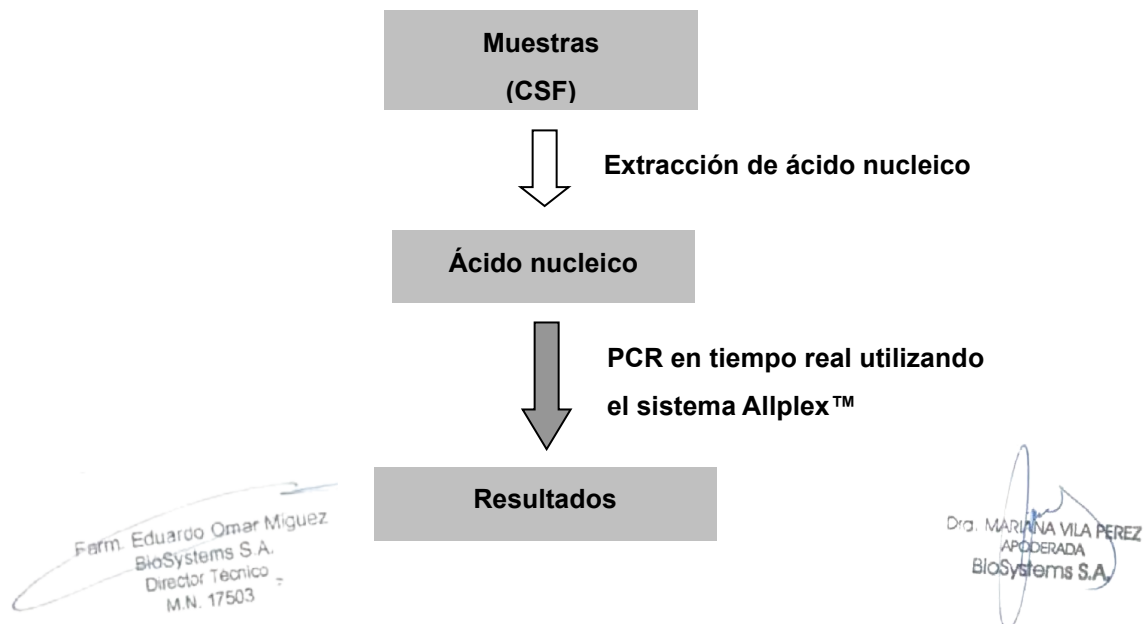 Muestras
(CSF)
Extracción de ácido nucleico
Ácido nucleico
PCR en tiempo real utilizando
el sistema Allplex™
Resultados
Farm. Eduardo Omar Miguez
BioSystems S.A.
Director Técnico
M.N. 17503
Dra. MARIANA VILA PEREZ
APODERADA
BioSystems S.A.